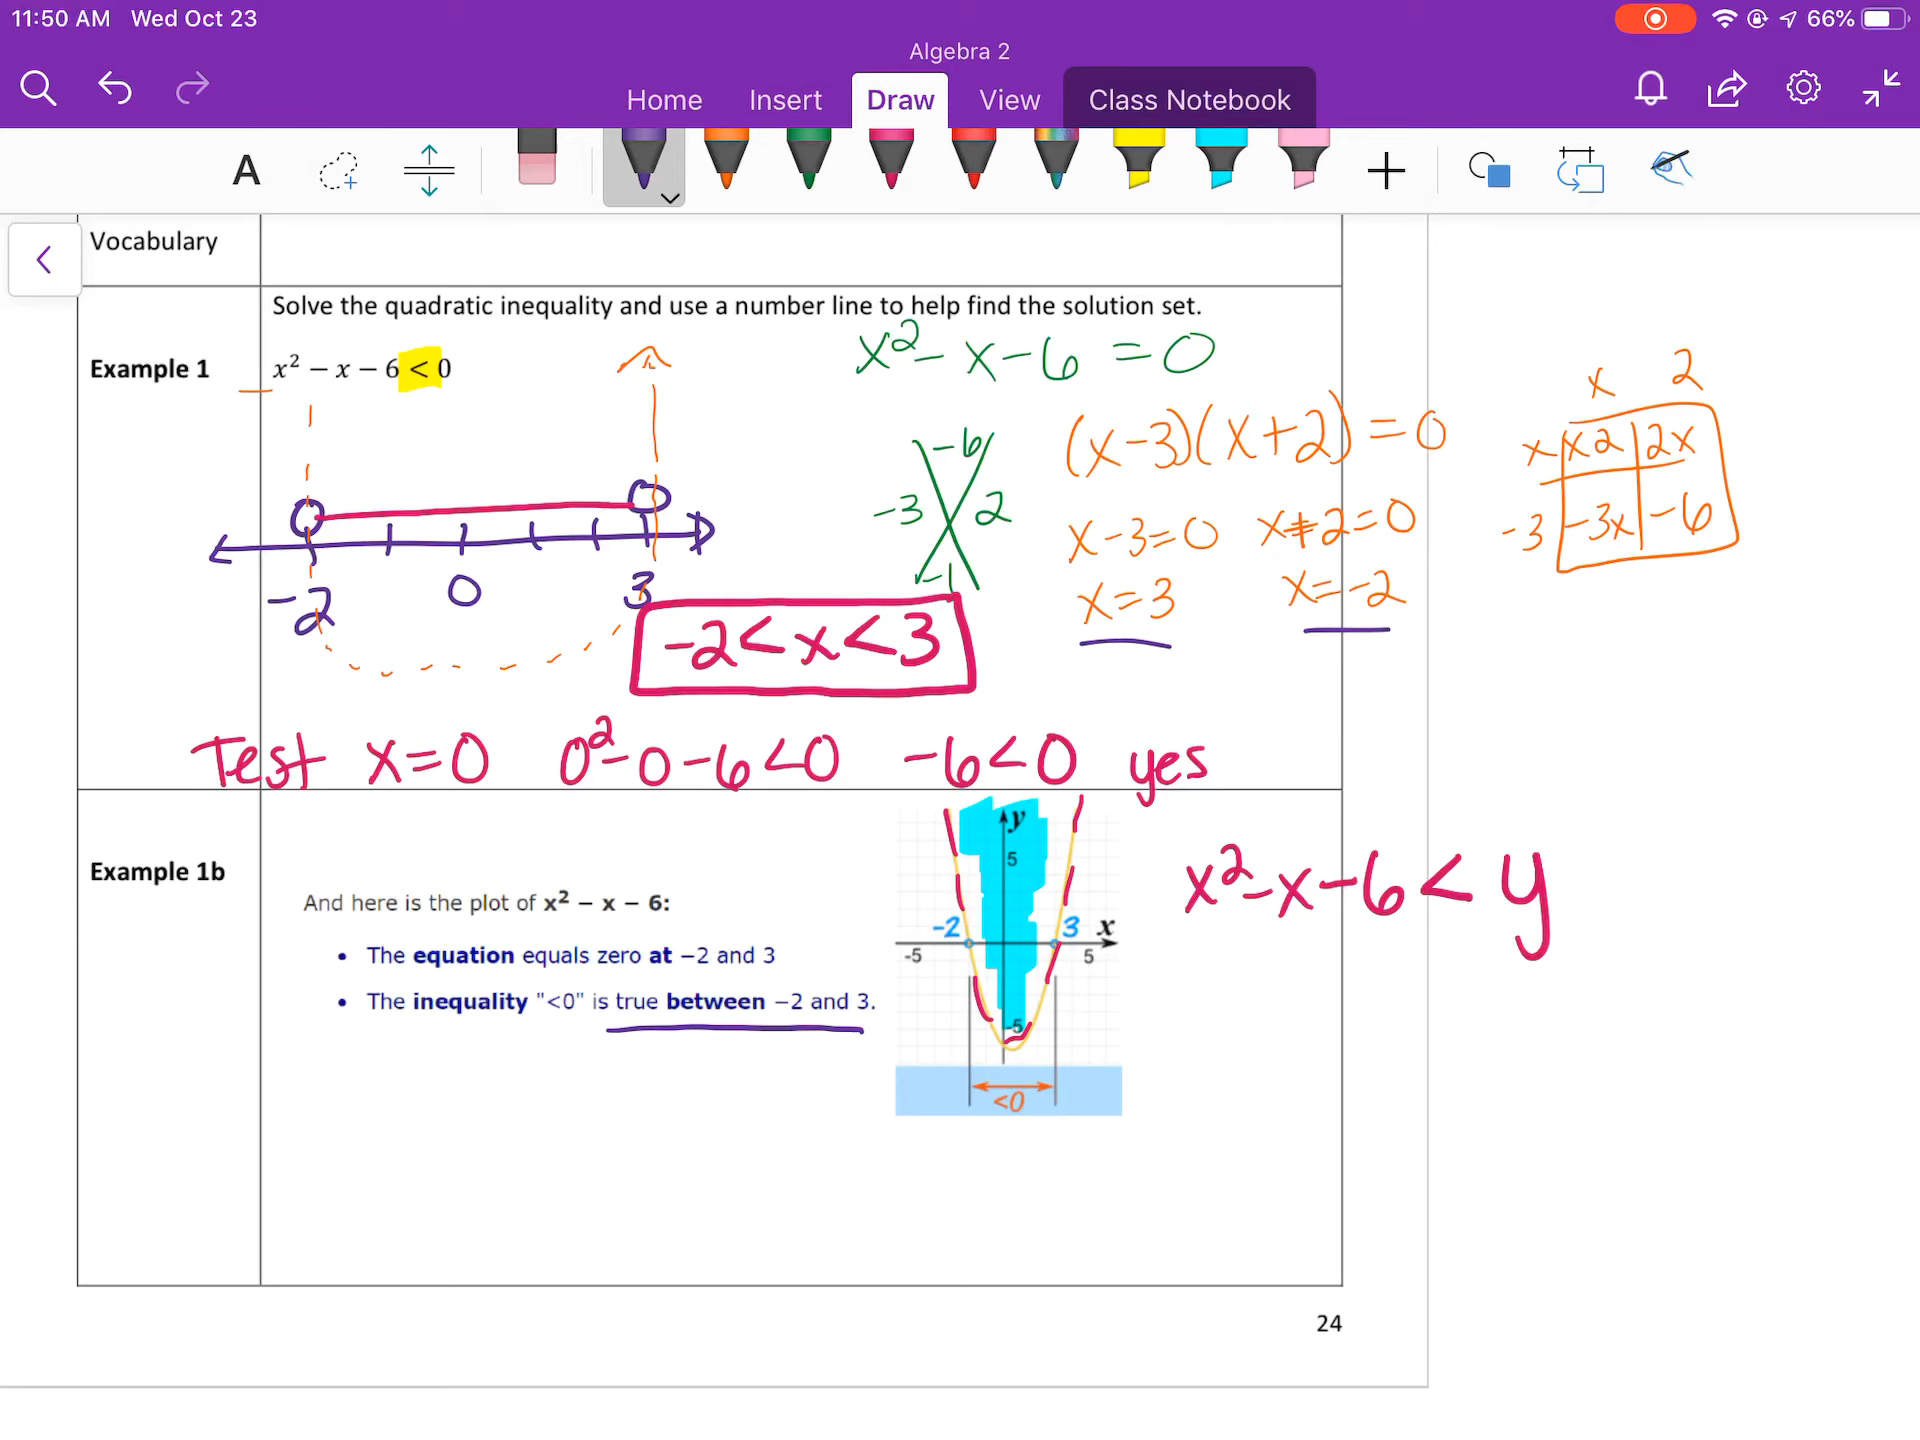 11:50 AM Wed Oct 23
66%
Algebra 2
Home Insert Draw View Class Notebook
A
Vocabulary
Solve the quadratic inequality and use a number line to help find the solution set.
Example 1
x² − x − 6 < 0
x² - x - 6 = 0
(x-3)(x+2) = 0
x 2
x x2 2x
-3 -3x -6
-6
-3 2
-1
x-3=0 x+2=0
x=3 x=-2
-2 0 3
-2 < x < 3
Test x=0 0²-0-6<0 -6<0 yes
Example 1b
And here is the plot of x² − x − 6:
• The equation equals zero at −2 and 3
• The inequality "<0" is true between −2 and 3.
y
5
-2 3 x
-5 5
-5
<0
x²-x-6 < y
24